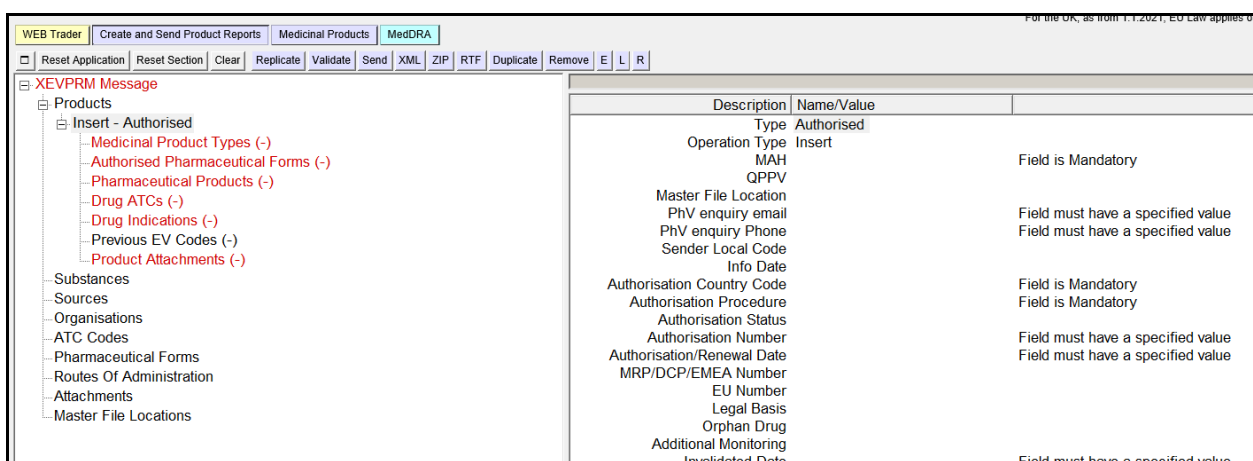 For the UK, as from 1.1.2021, EU Law applies o
WEB Trader Create and Send Product Reports Medicinal Products MedDRA
Reset Application Reset Section Clear Replicate Validate Send XML ZIP RTF Duplicate Remove E L R
XEVPRM Message
Products
Insert - Authorised
Medicinal Product Types (-)
Authorised Pharmaceutical Forms (-)
Pharmaceutical Products (-)
Drug ATCs (-)
Drug Indications (-)
Previous EV Codes (-)
Product Attachments (-)
Substances
Sources
Organisations
ATC Codes
Pharmaceutical Forms
Routes Of Administration
Attachments
Master File Locations
Description Name/Value
Type Authorised
Operation Type Insert
MAH Field is Mandatory
QPPV
Master File Location
PhV enquiry email Field must have a specified value
PhV enquiry Phone Field must have a specified value
Sender Local Code
Info Date
Authorisation Country Code Field is Mandatory
Authorisation Procedure Field is Mandatory
Authorisation Status
Authorisation Number Field must have a specified value
Authorisation/Renewal Date Field must have a specified value
MRP/DCP/EMEA Number
EU Number
Legal Basis
Orphan Drug
Additional Monitoring
Invalidated Date Field must have a specified value